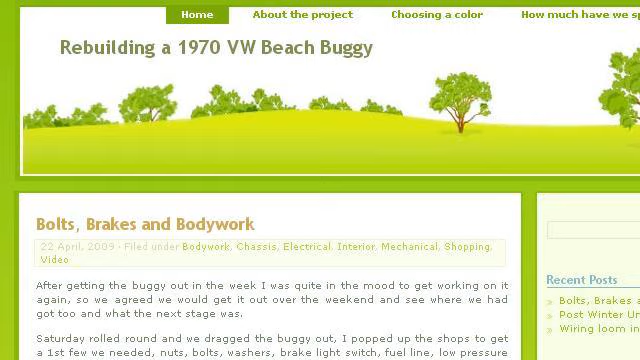 Home About the project Choosing a color How much have we
Rebuilding a 1970 VW Beach Buggy
Bolts, Brakes and Bodywork
22 April, 2009 · Filed under Bodywork, Chassis, Electrical, Interior, Mechanical, Shopping,
Video
After getting the buggy out in the week I was quite in the mood to get working on it
again, so we agreed we would get it out over the weekend and see where we had
got too and what the next stage was.
Saturday rolled round and we dragged the buggy out, I popped up the shops to get
a 1st few we needed, nuts, bolts, washers, brake light switch, fuel line, low pressure
Recent Posts
» Bolts, Brakes
» Post Winter
» Wiring loom in